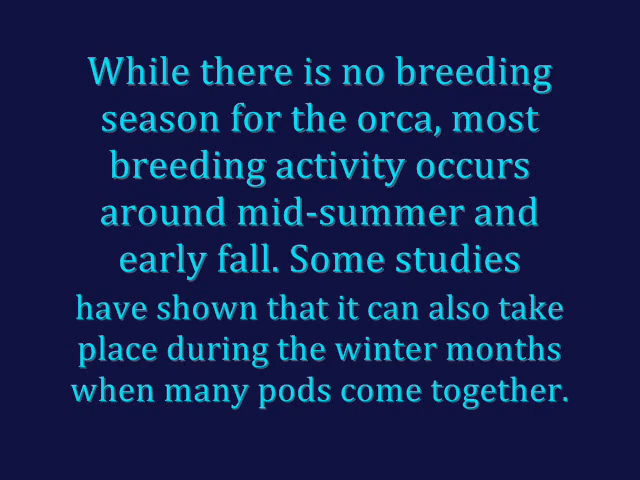 While there is no breeding
season for the orca, most
breeding activity occurs
around mid-summer and
early fall. Some studies
have shown that it can also take
place during the winter months
when many pods come together.